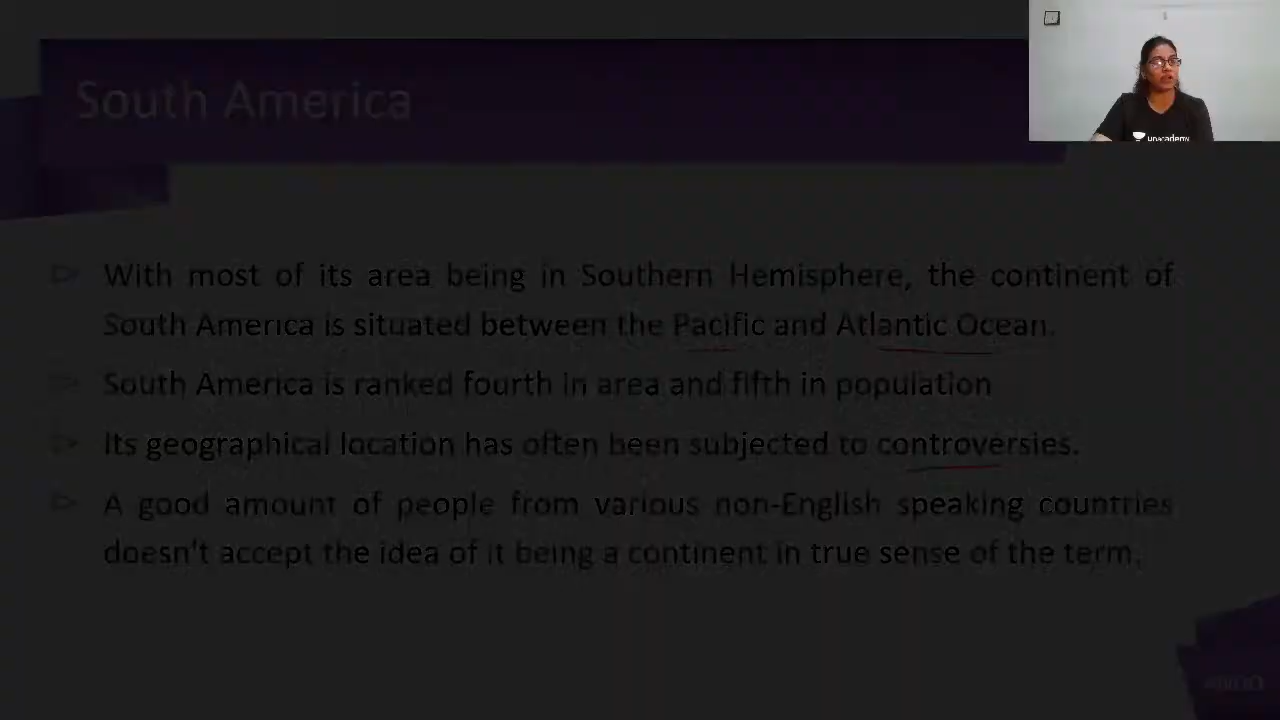 South America
With most of its area being in Southern Hemisphere, the continent of
South America is situated between the Pacific and Atlantic Ocean.
South America is ranked fourth in area and fifth in population
Its geographical location has often been subjected to controversies.
A good amount of people from various non-English speaking countries
doesn't accept the idea of it being a continent in true sense of the term.
unacademy